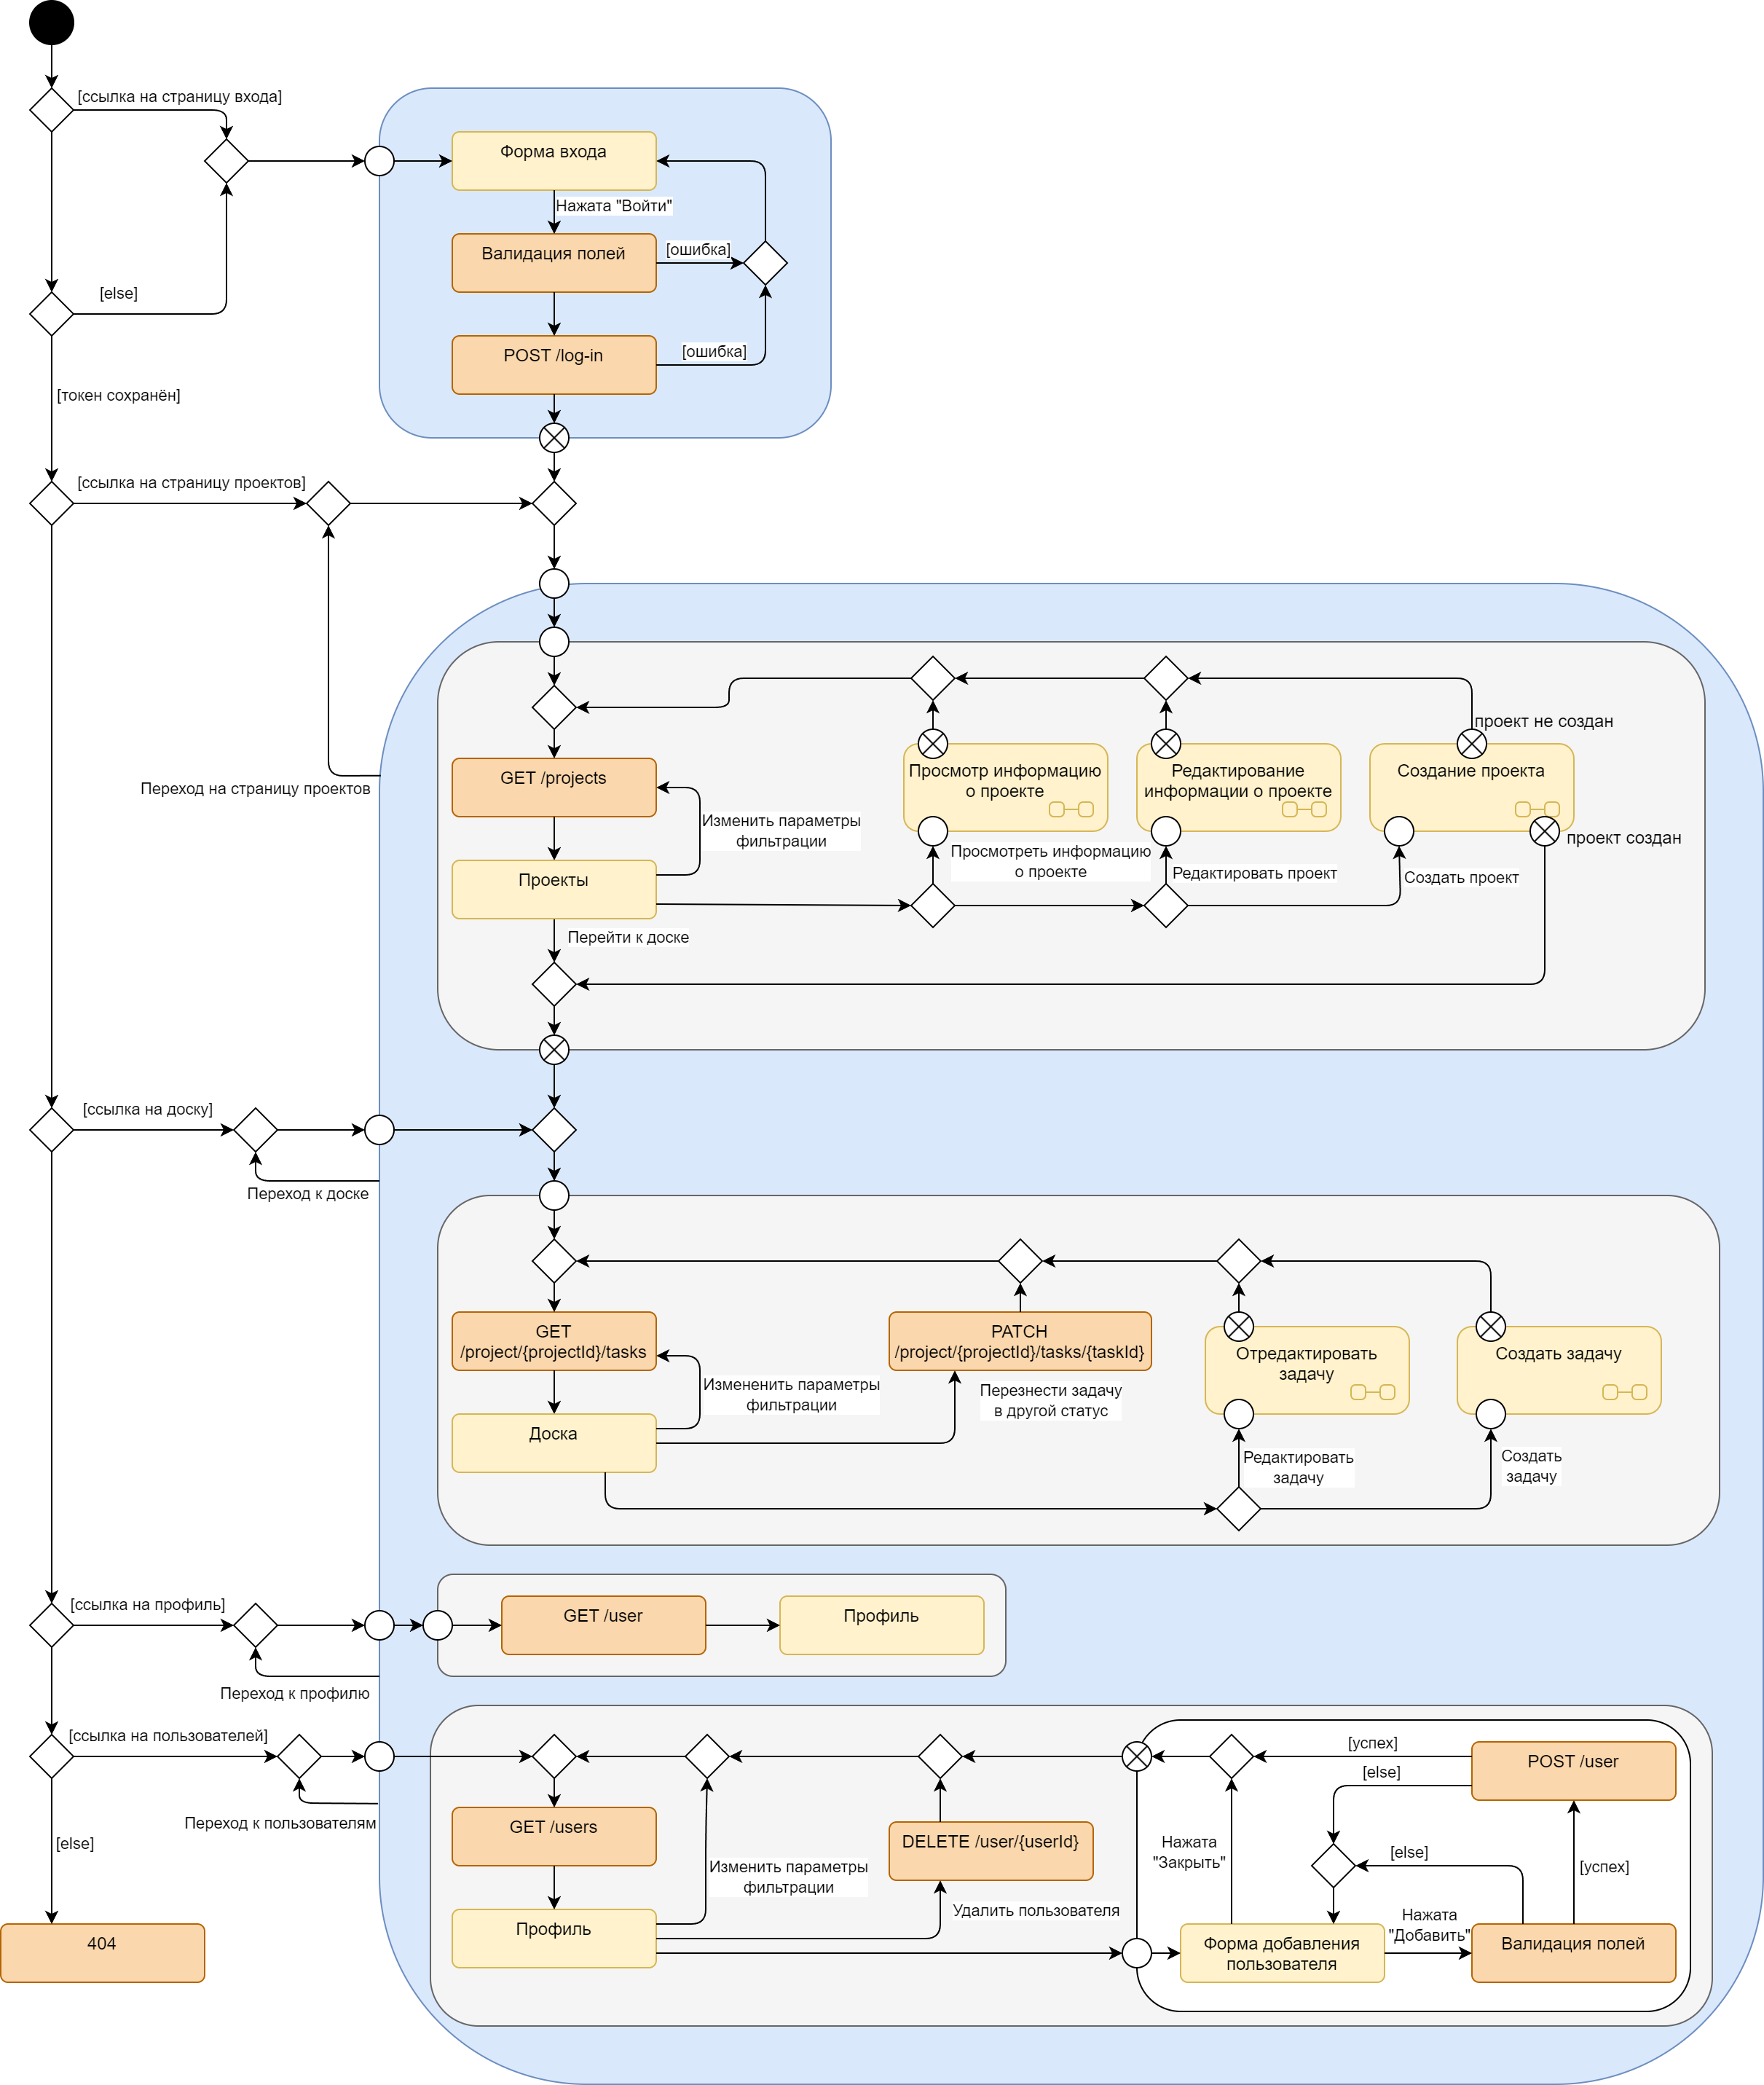 [ссылка на страницу входа]
Форма входа
Нажата "Войти"
Валидация полей
[ошибка]
[else]
POST /log-in
[ошибка]
[токен сохранён]
[ссылка на страницу проектов]
проект не создан
GET /projects
Просмотр информацию
о проекте
Редактирование
информации о проекте
Создание проекта
Переход на страницу проектов
Изменить параметры
фильтрации
проект создан
Просмотреть информацию
о проекте
Редактировать проект
Создать проект
Проекты
Перейти к доске
[ссылка на доску]
Переход к доске
GET
/project/{projectId}/tasks
PATCH
/project/{projectId}/tasks/{taskId}
Отредактировать
задачу
Создать задачу
Измененить параметры
фильтрации
Перезнести задачу
в другой статус
Доска
Редактировать
задачу
Создать
задачу
[ссылка на профиль]
GET /user
Профиль
Переход к профилю
[ссылка на пользователей]
[успех]
POST /user
[else]
Переход к пользователям
GET /users
DELETE /user/{userId}
[else]
Нажата
"Закрыть"
[else]
Изменить параметры
фильтрации
[успех]
Удалить пользователя
Нажата
"Добавить"
Профиль
404
Форма добавления
пользователя
Валидация полей